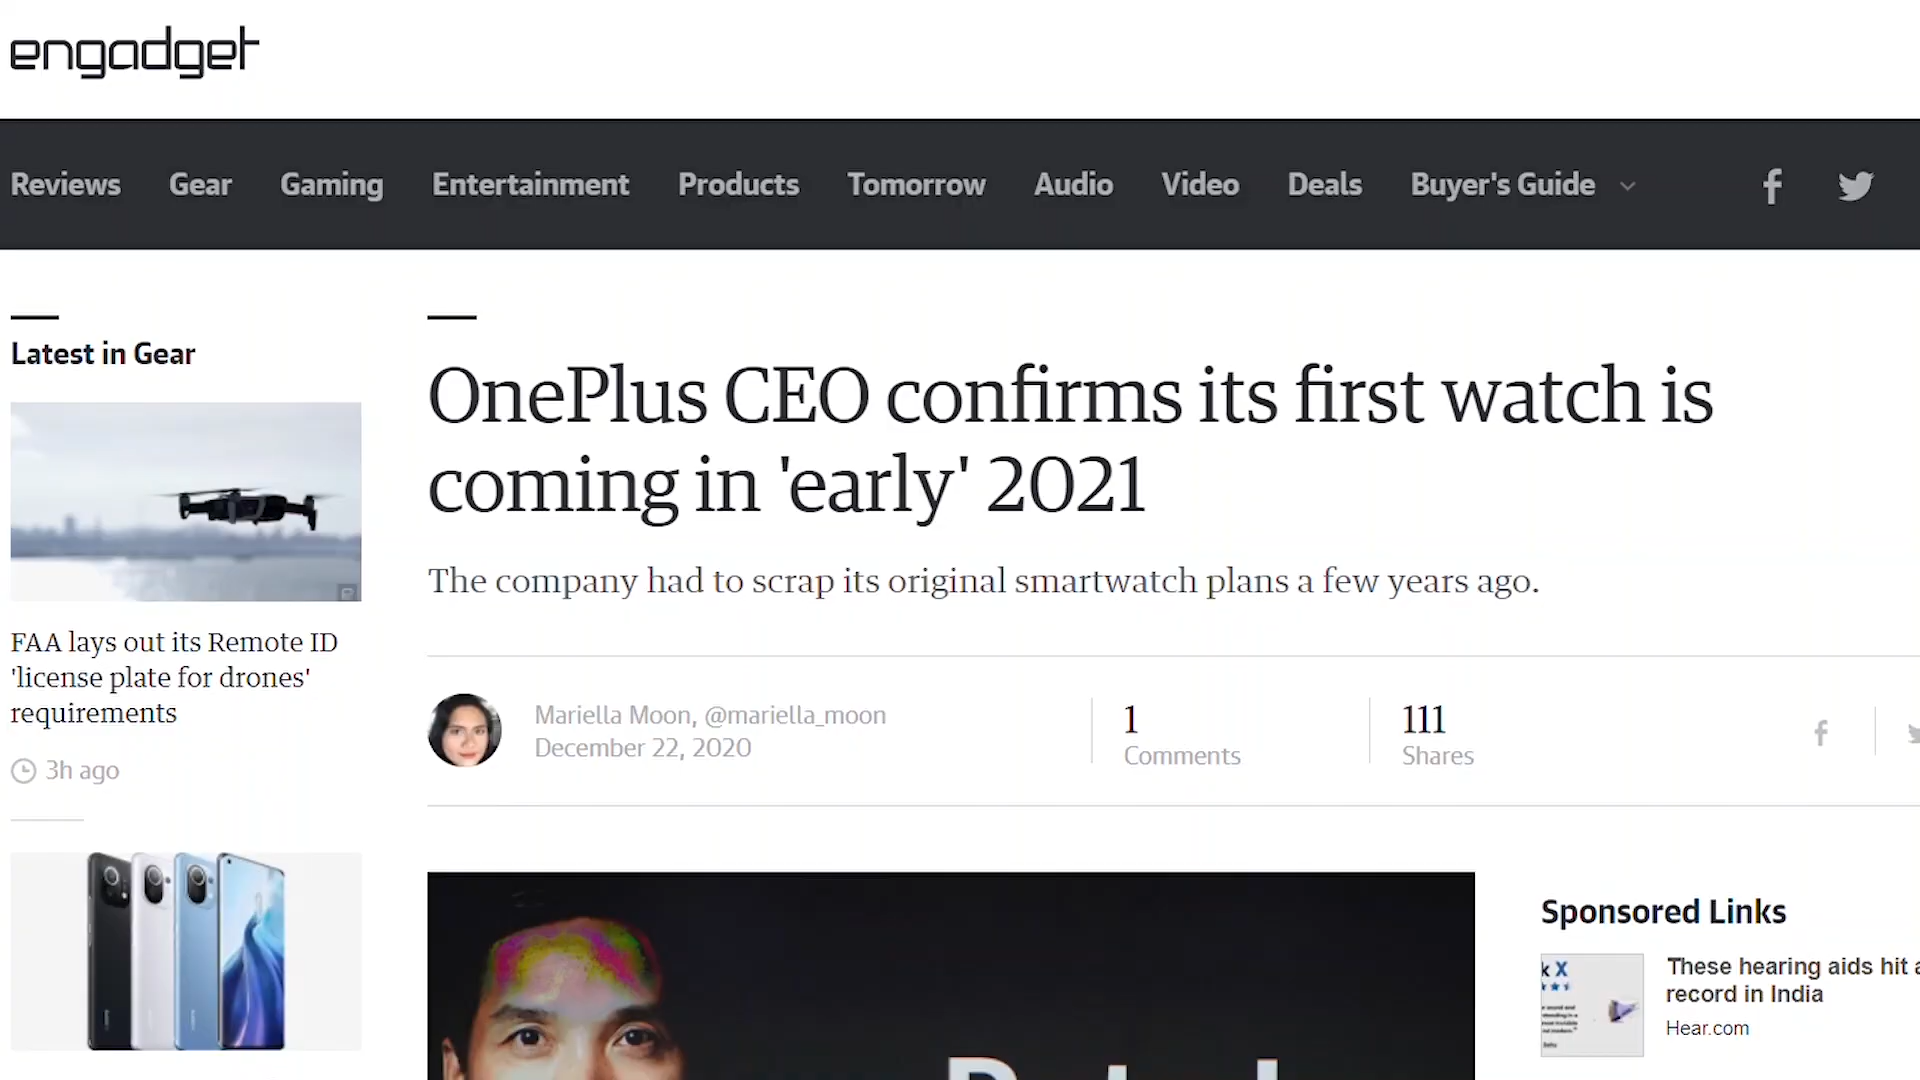 engadget
Reviews Gear Gaming Entertainment Products Tomorrow Audio Video Deals Buyer's Guide
Latest in Gear
FAA lays out its Remote ID
'license plate for drones'
requirements
3h ago
OnePlus CEO confirms its first watch is
coming in 'early' 2021
The company had to scrap its original smartwatch plans a few years ago.
Mariella Moon, @mariella_moon
December 22, 2020
1
Comments
111
Shares
Sponsored Links
k X
These hearing aids hit a
record in India
Hear.com